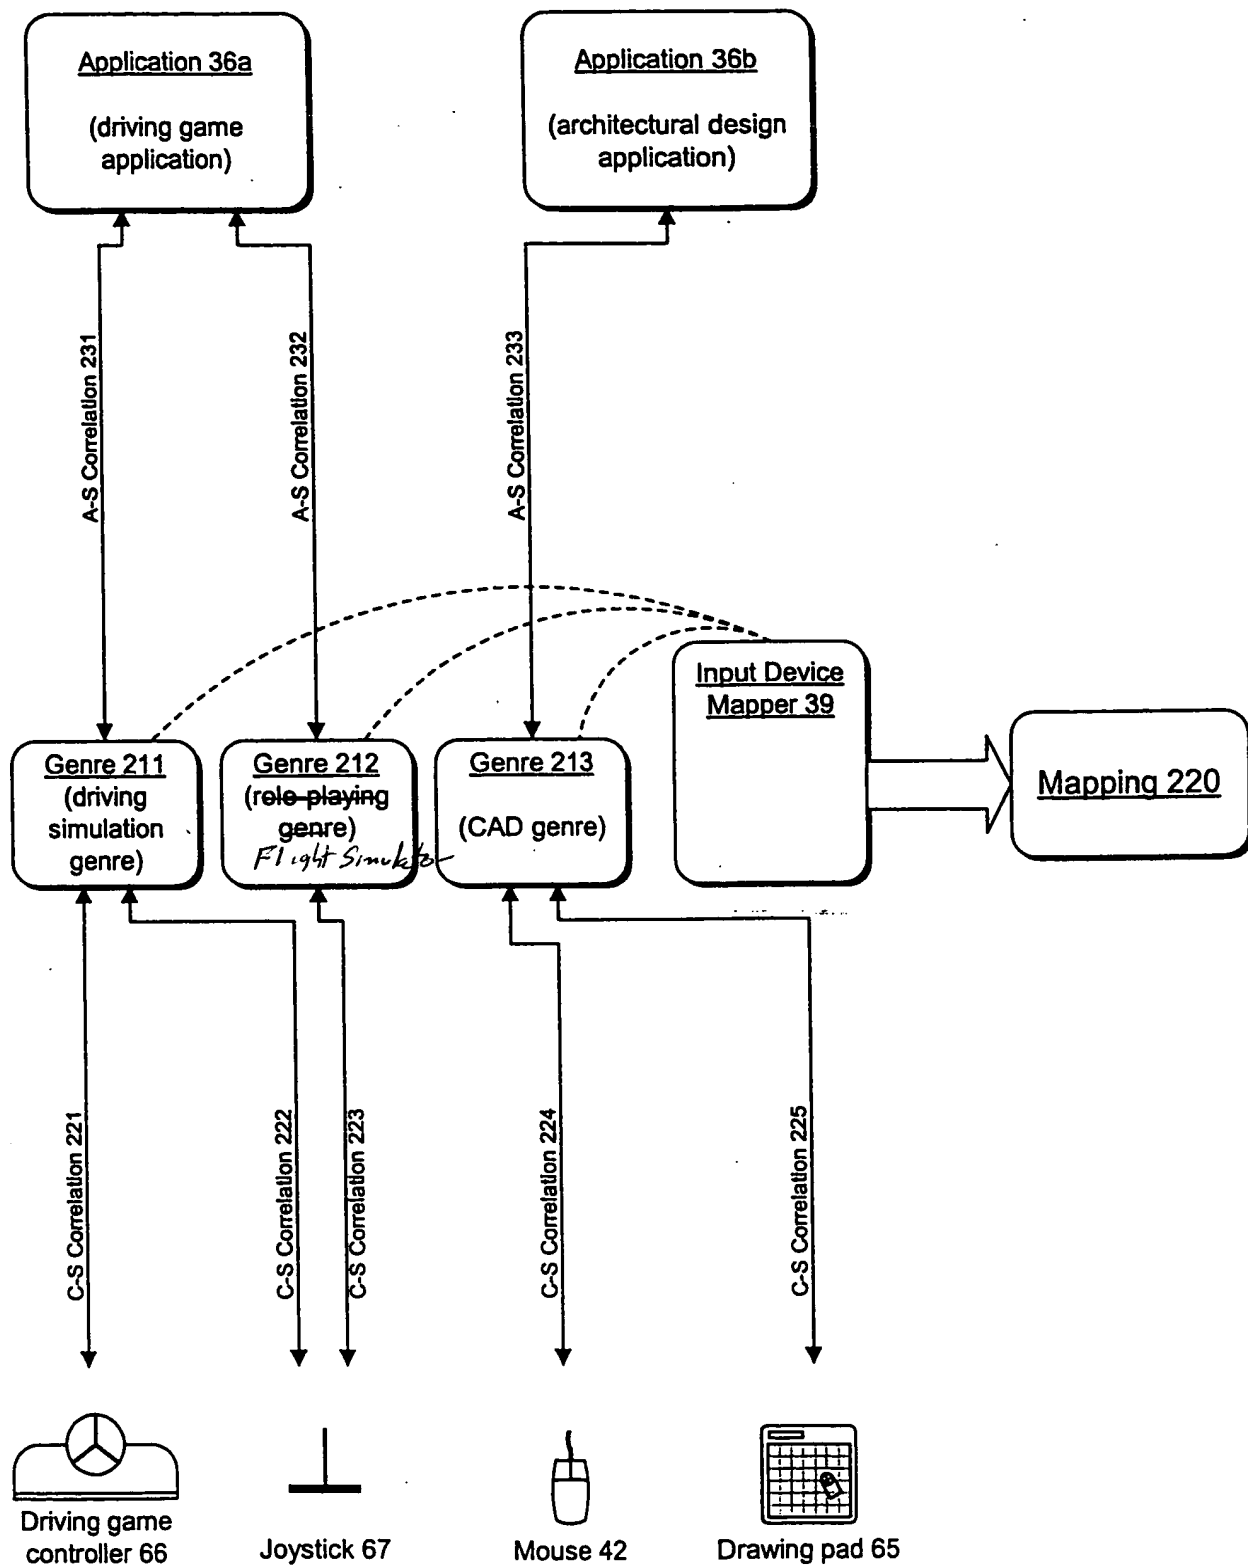 Application 36a
(driving game
application)
Application 36b
(architectural design
application)
A-S Correlation 231
A-S Correlation 232
A-S Correlation 233
Input Device
Mapper 39
Mapping 220
Genre 211
(driving
simulation
genre)
Genre 212
(role-playing
genre)
Flight Simulator
Genre 213
(CAD genre)
C-S Correlation 221
C-S Correlation 222
C-S Correlation 223
C-S Correlation 224
C-S Correlation 225
Driving game
controller 66
Joystick 67
Mouse 42
Drawing pad 65